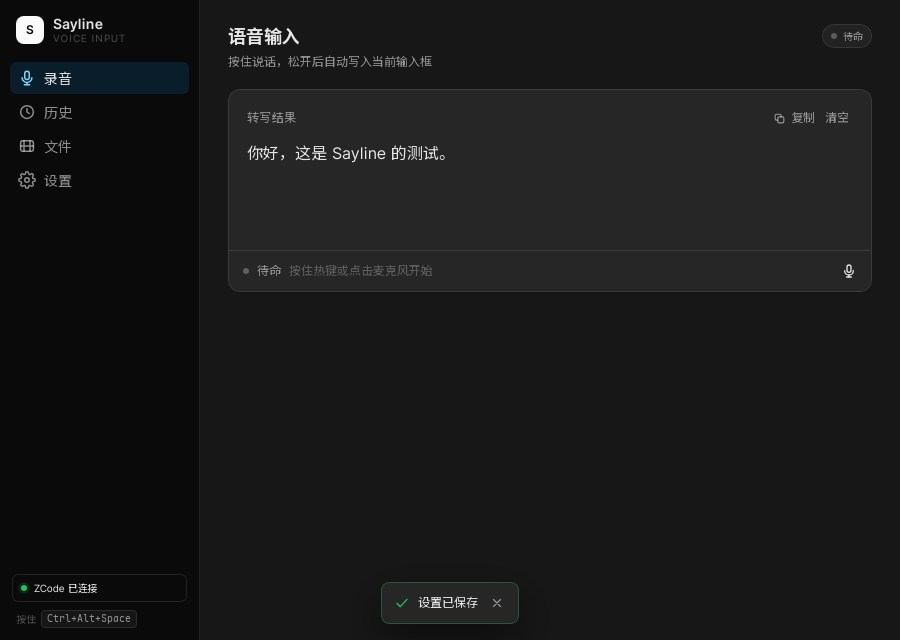 S
Sayline
VOICE INPUT
录音
历史
文件
设置
ZCode 已连接
按住 Ctrl+Alt+Space
语音输入
按住说话，松开后自动写入当前输入框
待命
转写结果
复制 清空
你好，这是 Sayline 的测试。
待命 按住热键或点击麦克风开始
设置已保存